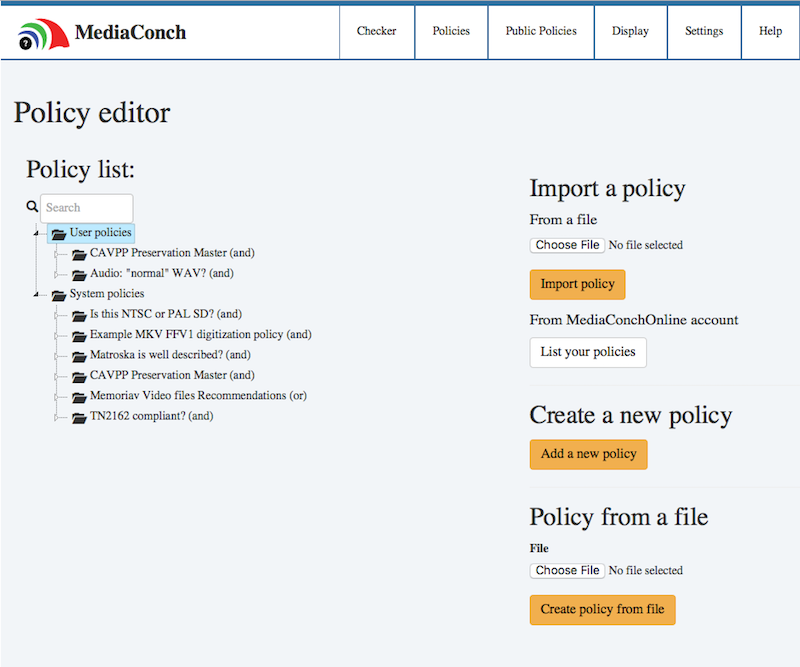 ?
MediaConch
Checker
Policies
Public Policies
Display
Settings
Help
Policy editor
Policy list:
Search
User policies
CAVPP Preservation Master (and)
Audio: "normal" WAV? (and)
System policies
Is this NTSC or PAL SD? (and)
Example MKV FFV1 digitization policy (and)
Matroska is well described? (and)
CAVPP Preservation Master (and)
Memoriav Video files Recommendations (or)
TN2162 compliant? (and)
Import a policy
From a file
Choose File No file selected
Import policy
From MediaConchOnline account
List your policies
Create a new policy
Add a new policy
Policy from a file
File
Choose File No file selected
Create policy from file